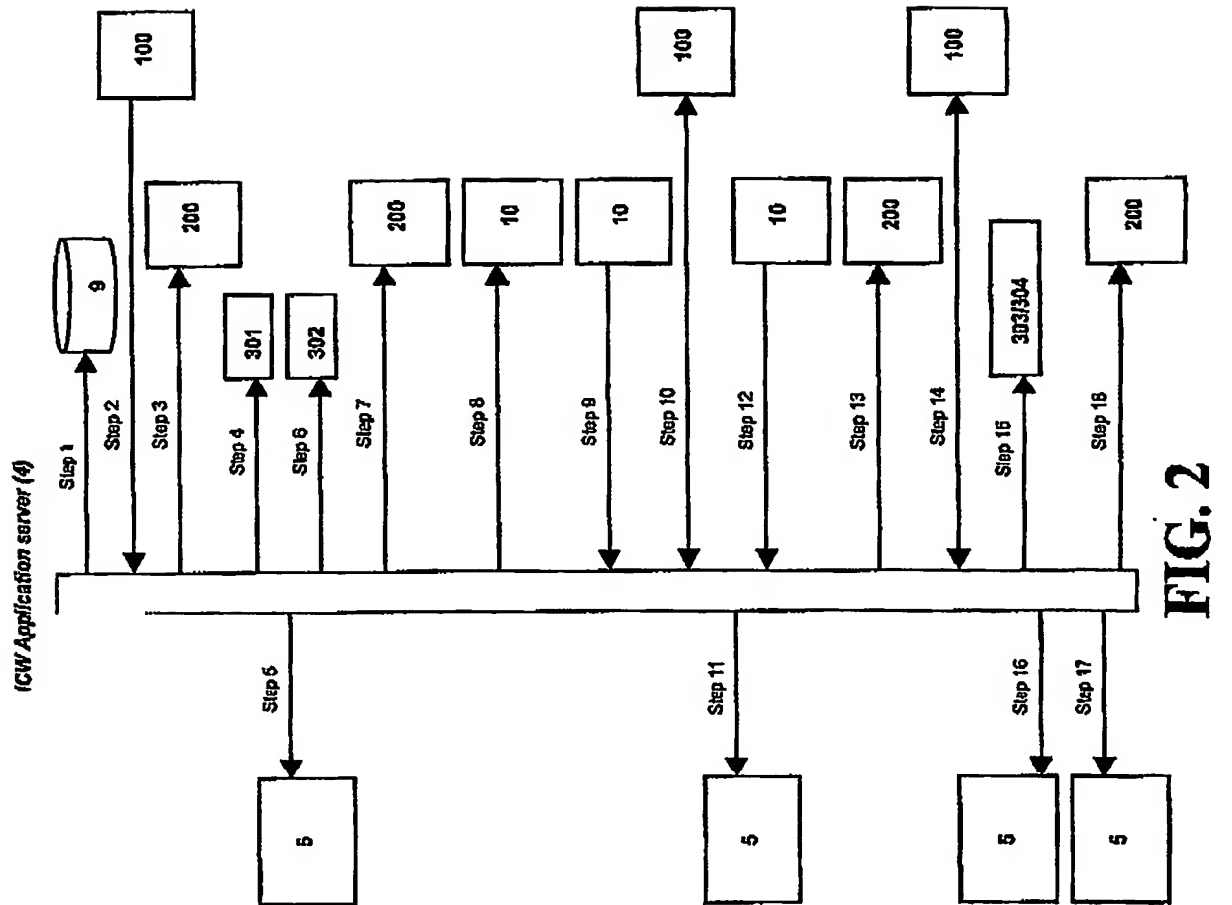 ICW Application server (4)
Step 1
9
Step 2
100
Step 3
200
Step 4
301
Step 5
5
Step 6
302
Step 7
200
Step 8
10
Step 9
10
Step 10
100
Step 11
5
Step 12
10
Step 13
200
Step 14
100
Step 15
303/304
Step 16
5
Step 17
5
Step 18
200
FIG. 2